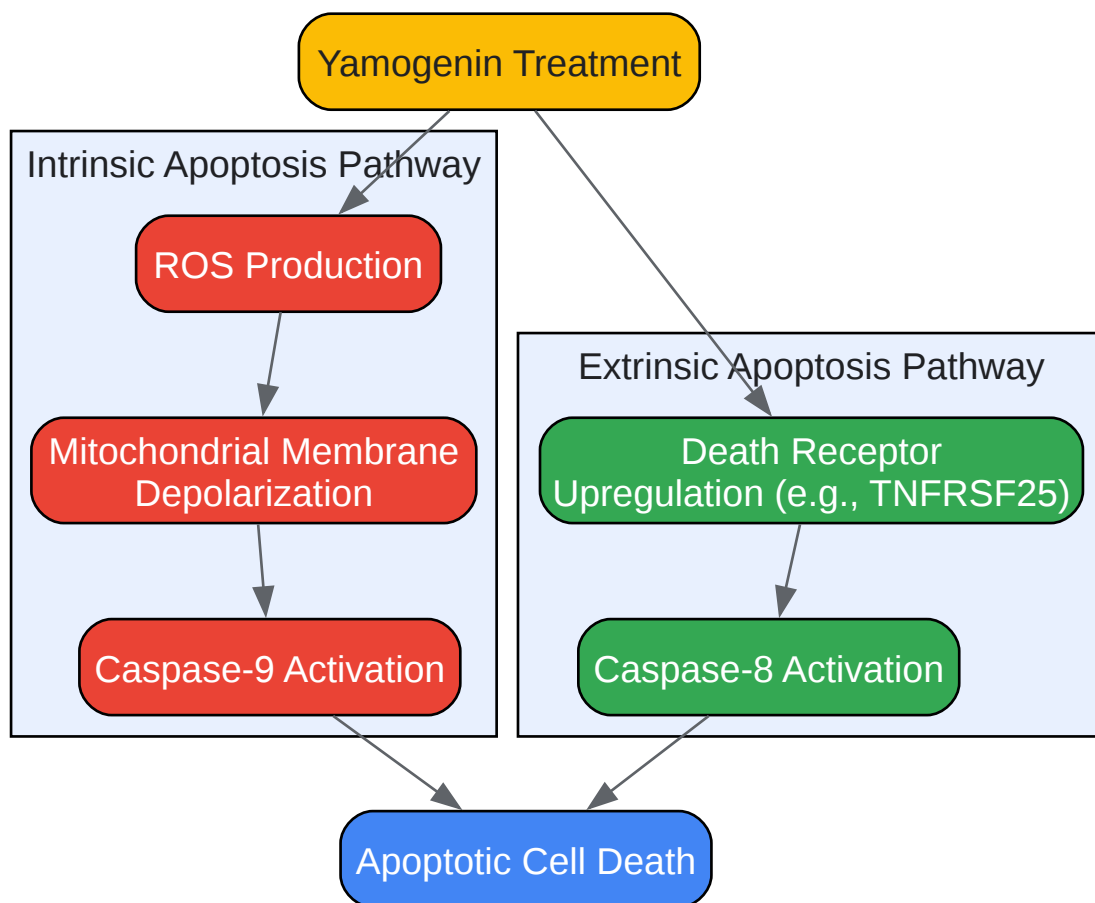 Yamogenin Treatment
Intrinsic Apoptosis Pathway
ROS Production
Mitochondrial Membrane
Depolarization
Caspase-9 Activation
Extrinsic Apoptosis Pathway
Death Receptor
Upregulation (e.g., TNFRSF25)
Caspase-8 Activation
Apoptotic Cell Death